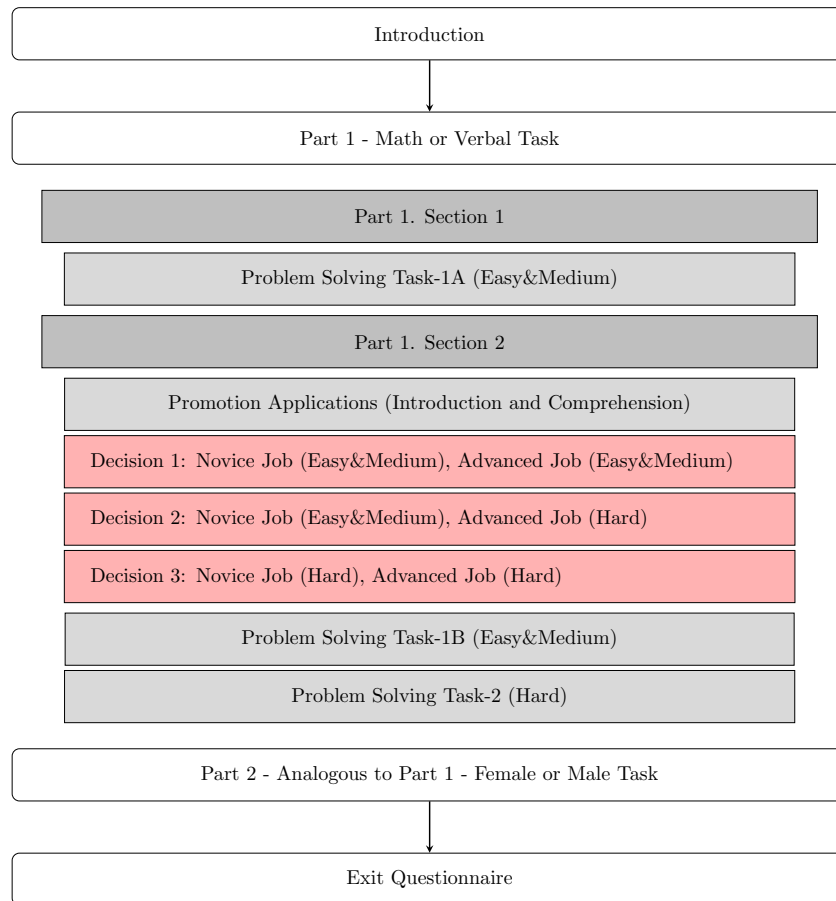 Introduction
Part 1 - Math or Verbal Task
Part 1. Section 1
Problem Solving Task-1A (Easy&Medium)
Part 1. Section 2
Promotion Applications (Introduction and Comprehension)
Decision 1: Novice Job (Easy&Medium), Advanced Job (Easy&Medium)
Decision 2: Novice Job (Easy&Medium), Advanced Job (Hard)
Decision 3: Novice Job (Hard), Advanced Job (Hard)
Problem Solving Task-1B (Easy&Medium)
Problem Solving Task-2 (Hard)
Part 2 - Analogous to Part 1 - Female or Male Task
Exit Questionnaire